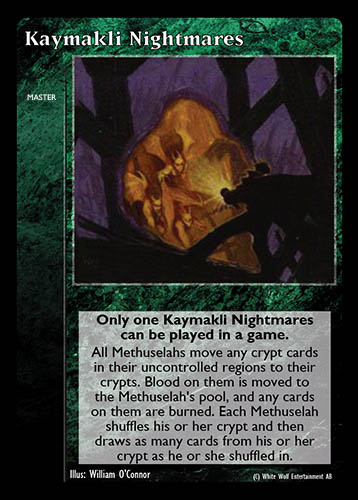 Kaymakli Nightmares
MASTER
Only one Kaymakli Nightmares
can be played in a game.
All Methuselahs move any crypt cards
in their uncontrolled regions to their
crypts. Blood on them is moved to
the Methuselah's pool, and any cards
on them are burned. Each Methuselah
shuffles his or her crypt and then
draws as many cards from his or her
crypt as he or she shuffled in.
Illus: William O'Connor
(C) White Wolf Entertainment AB